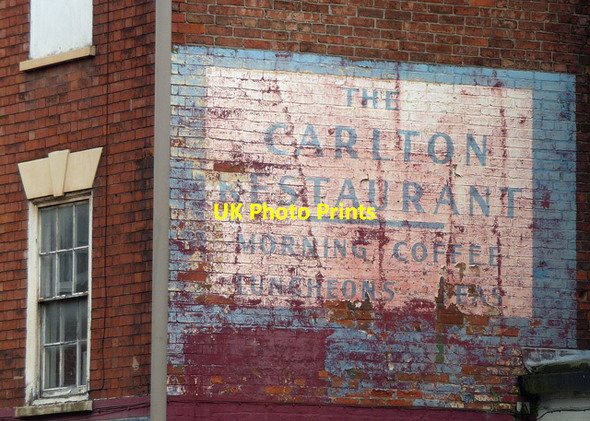 THE
CARLTON
RESTAURANT
UK Photo Prints
MORNING COFFEE
LUNCHEONS TEAS